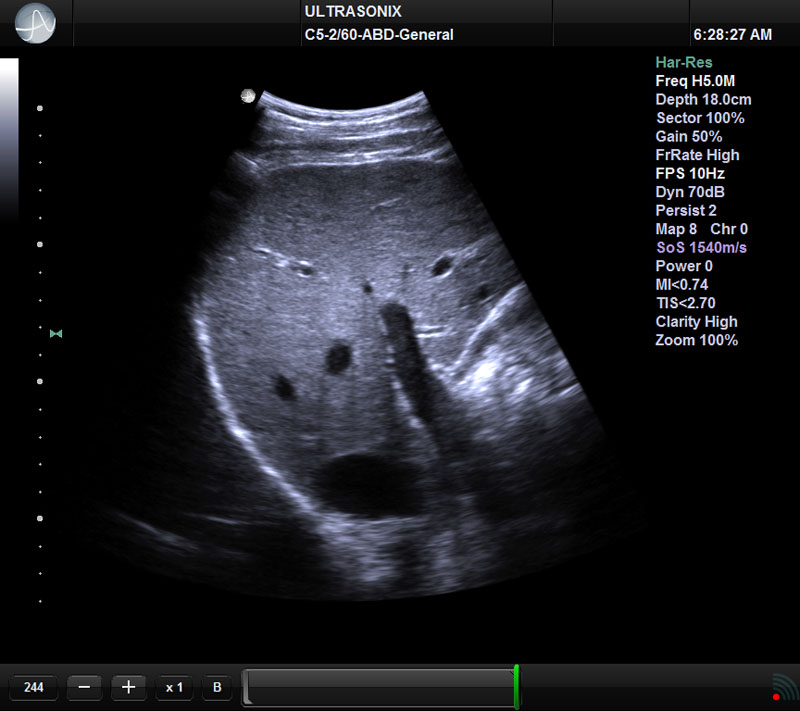 ULTRASONIX
C5-2/60-ABD-General
6:28:27 AM
Har-Res
Freq H5.0M
Depth 18.0cm
Sector 100%
Gain 50%
FrRate High
FPS 10Hz
Dyn 70dB
Persist 2
Map 8 Chr 0
SoS 1540m/s
Power 0
MI<0.74
TIS<2.70
Clarity High
Zoom 100%
244 − + x 1 B